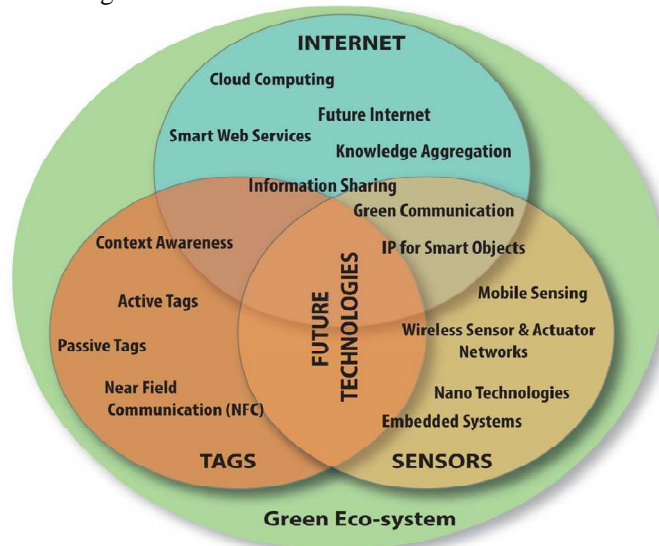 INTERNET
Cloud Computing
Future Internet
Smart Web Services
Knowledge Aggregation
Information Sharing
Green Communication
Context Awareness
IP for Smart Objects
FUTURE
TECHNOLOGIES
Active Tags
Mobile Sensing
Passive Tags
Wireless Sensor & Actuator
Networks
Near Field
Communication (NFC)
Nano Technologies
Embedded Systems
TAGS
SENSORS
Green Eco-system